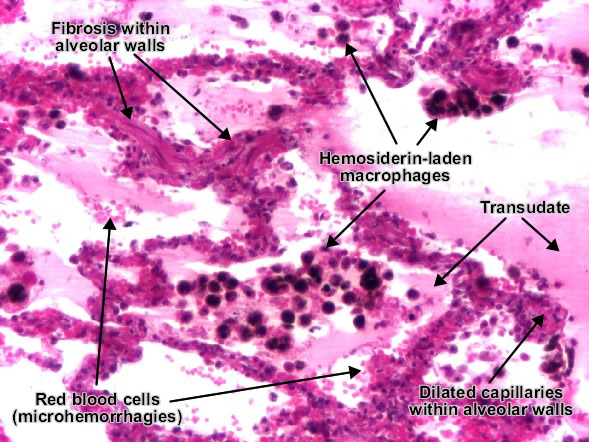 Fibrosis within
alveolar walls
Hemosiderin-laden
macrophages
Transudate
Red blood cells
(microhemorrhagies)
Dilated capillaries
within alveolar walls